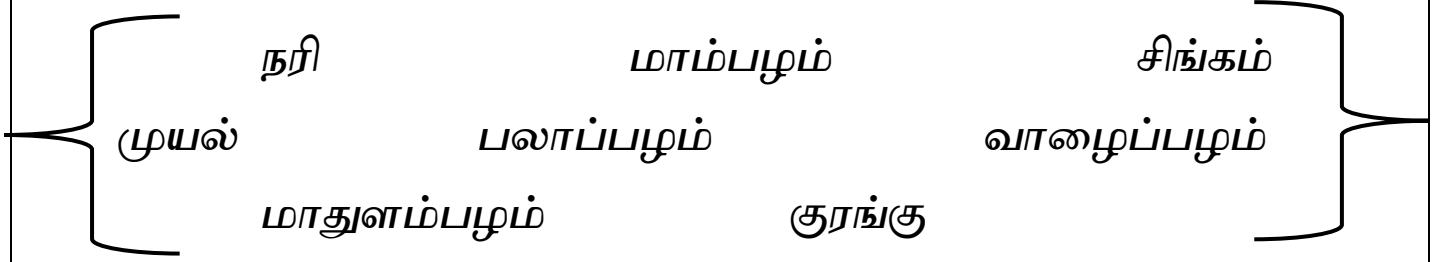 நரி மாம்பழம் சிங்கம்
முயல் பலாப்பழம் வாழைப்பழம்
மாதுளம்பழம் குரங்கு